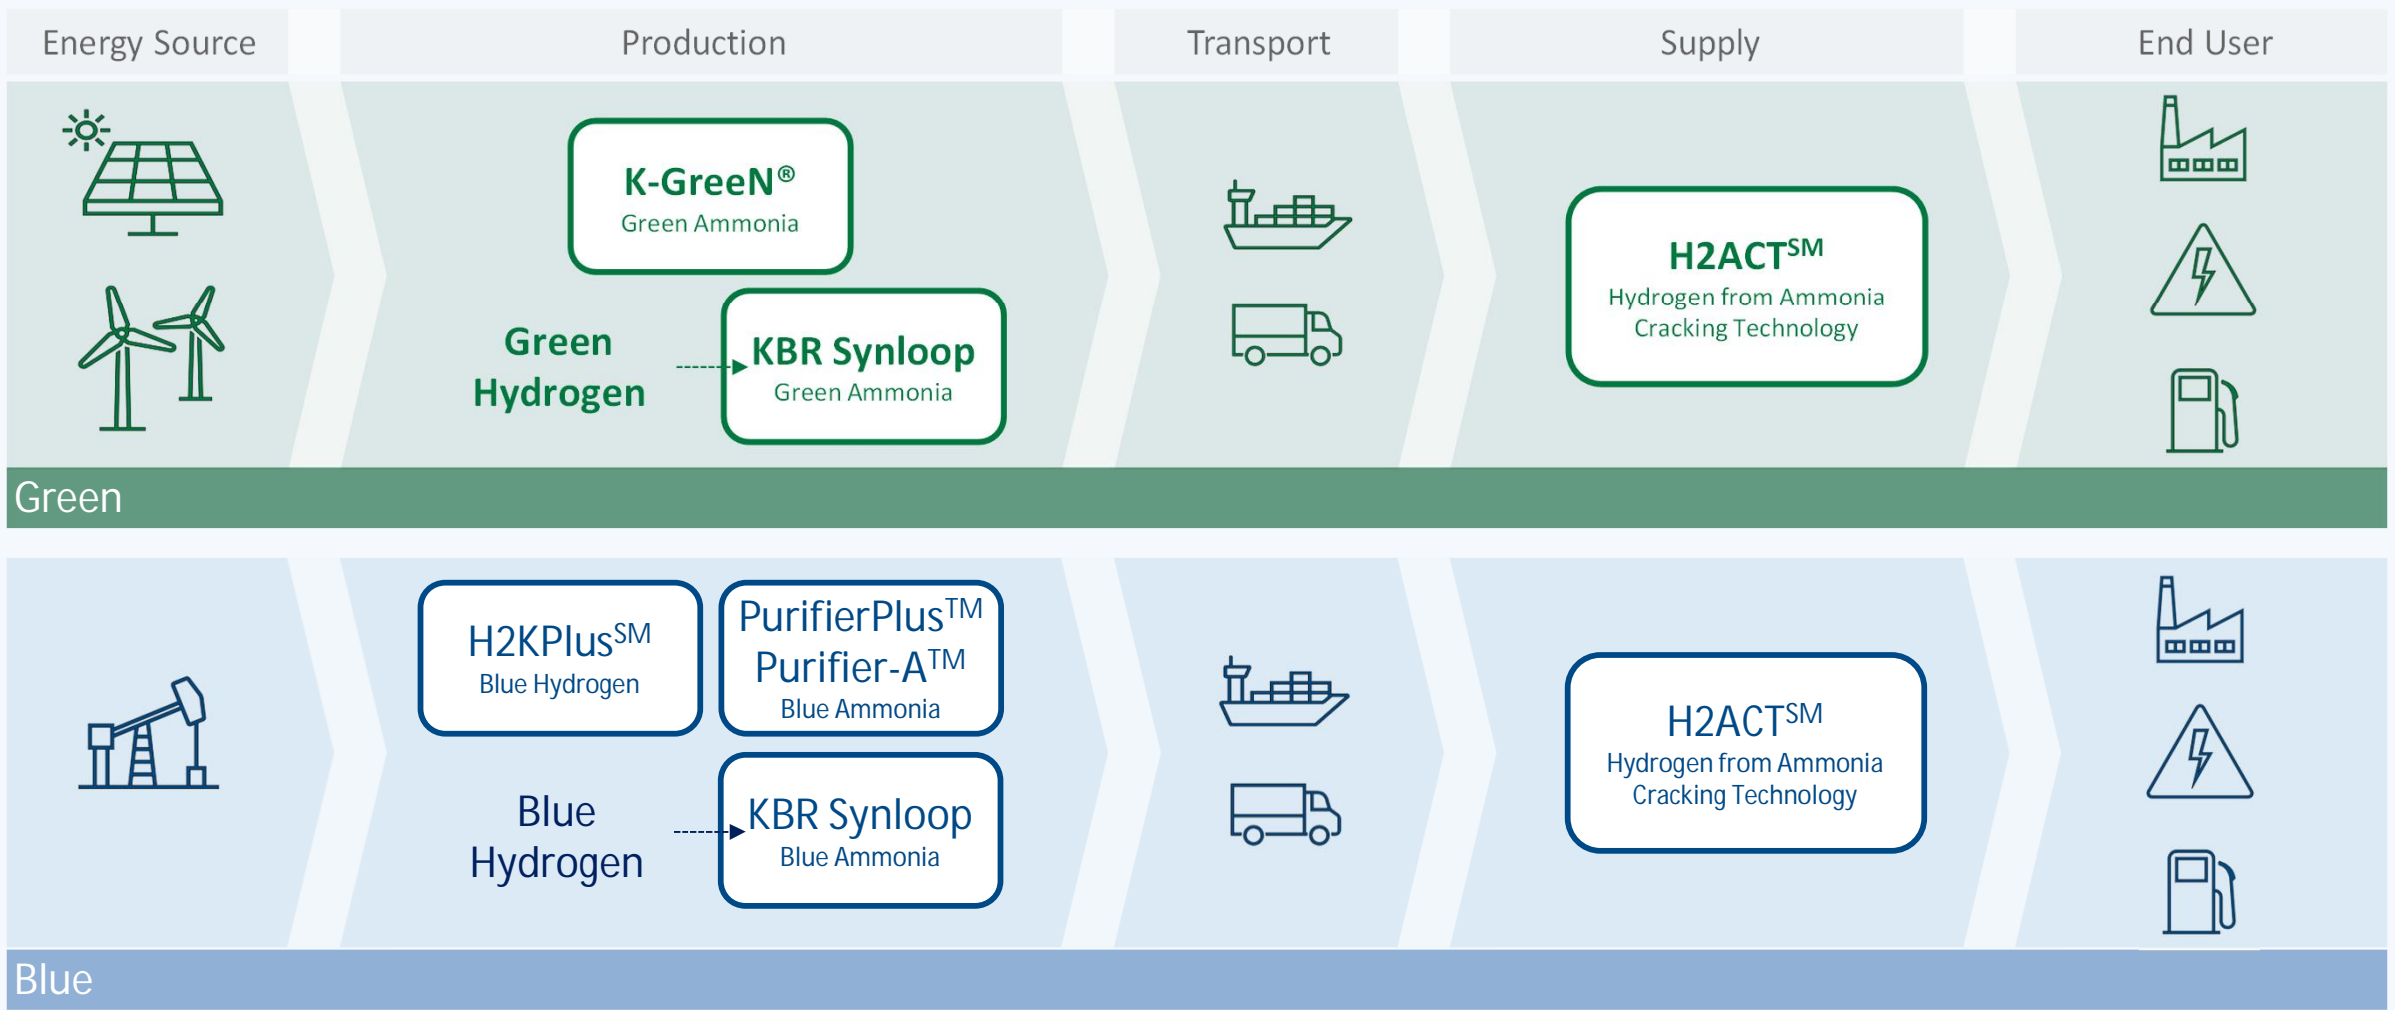 Energy Source
Production
Transport
Supply
End User
K-GreeN®
Green Ammonia
Green
Hydrogen
KBR Synloop
Green Ammonia
H2ACT℠
Hydrogen from Ammonia
Cracking Technology
Green
H2KPlus℠
Blue Hydrogen
PurifierPlus™
Purifier-A™
Blue Ammonia
Blue
Hydrogen
KBR Synloop
Blue Ammonia
H2ACT℠
Hydrogen from Ammonia
Cracking Technology
Blue